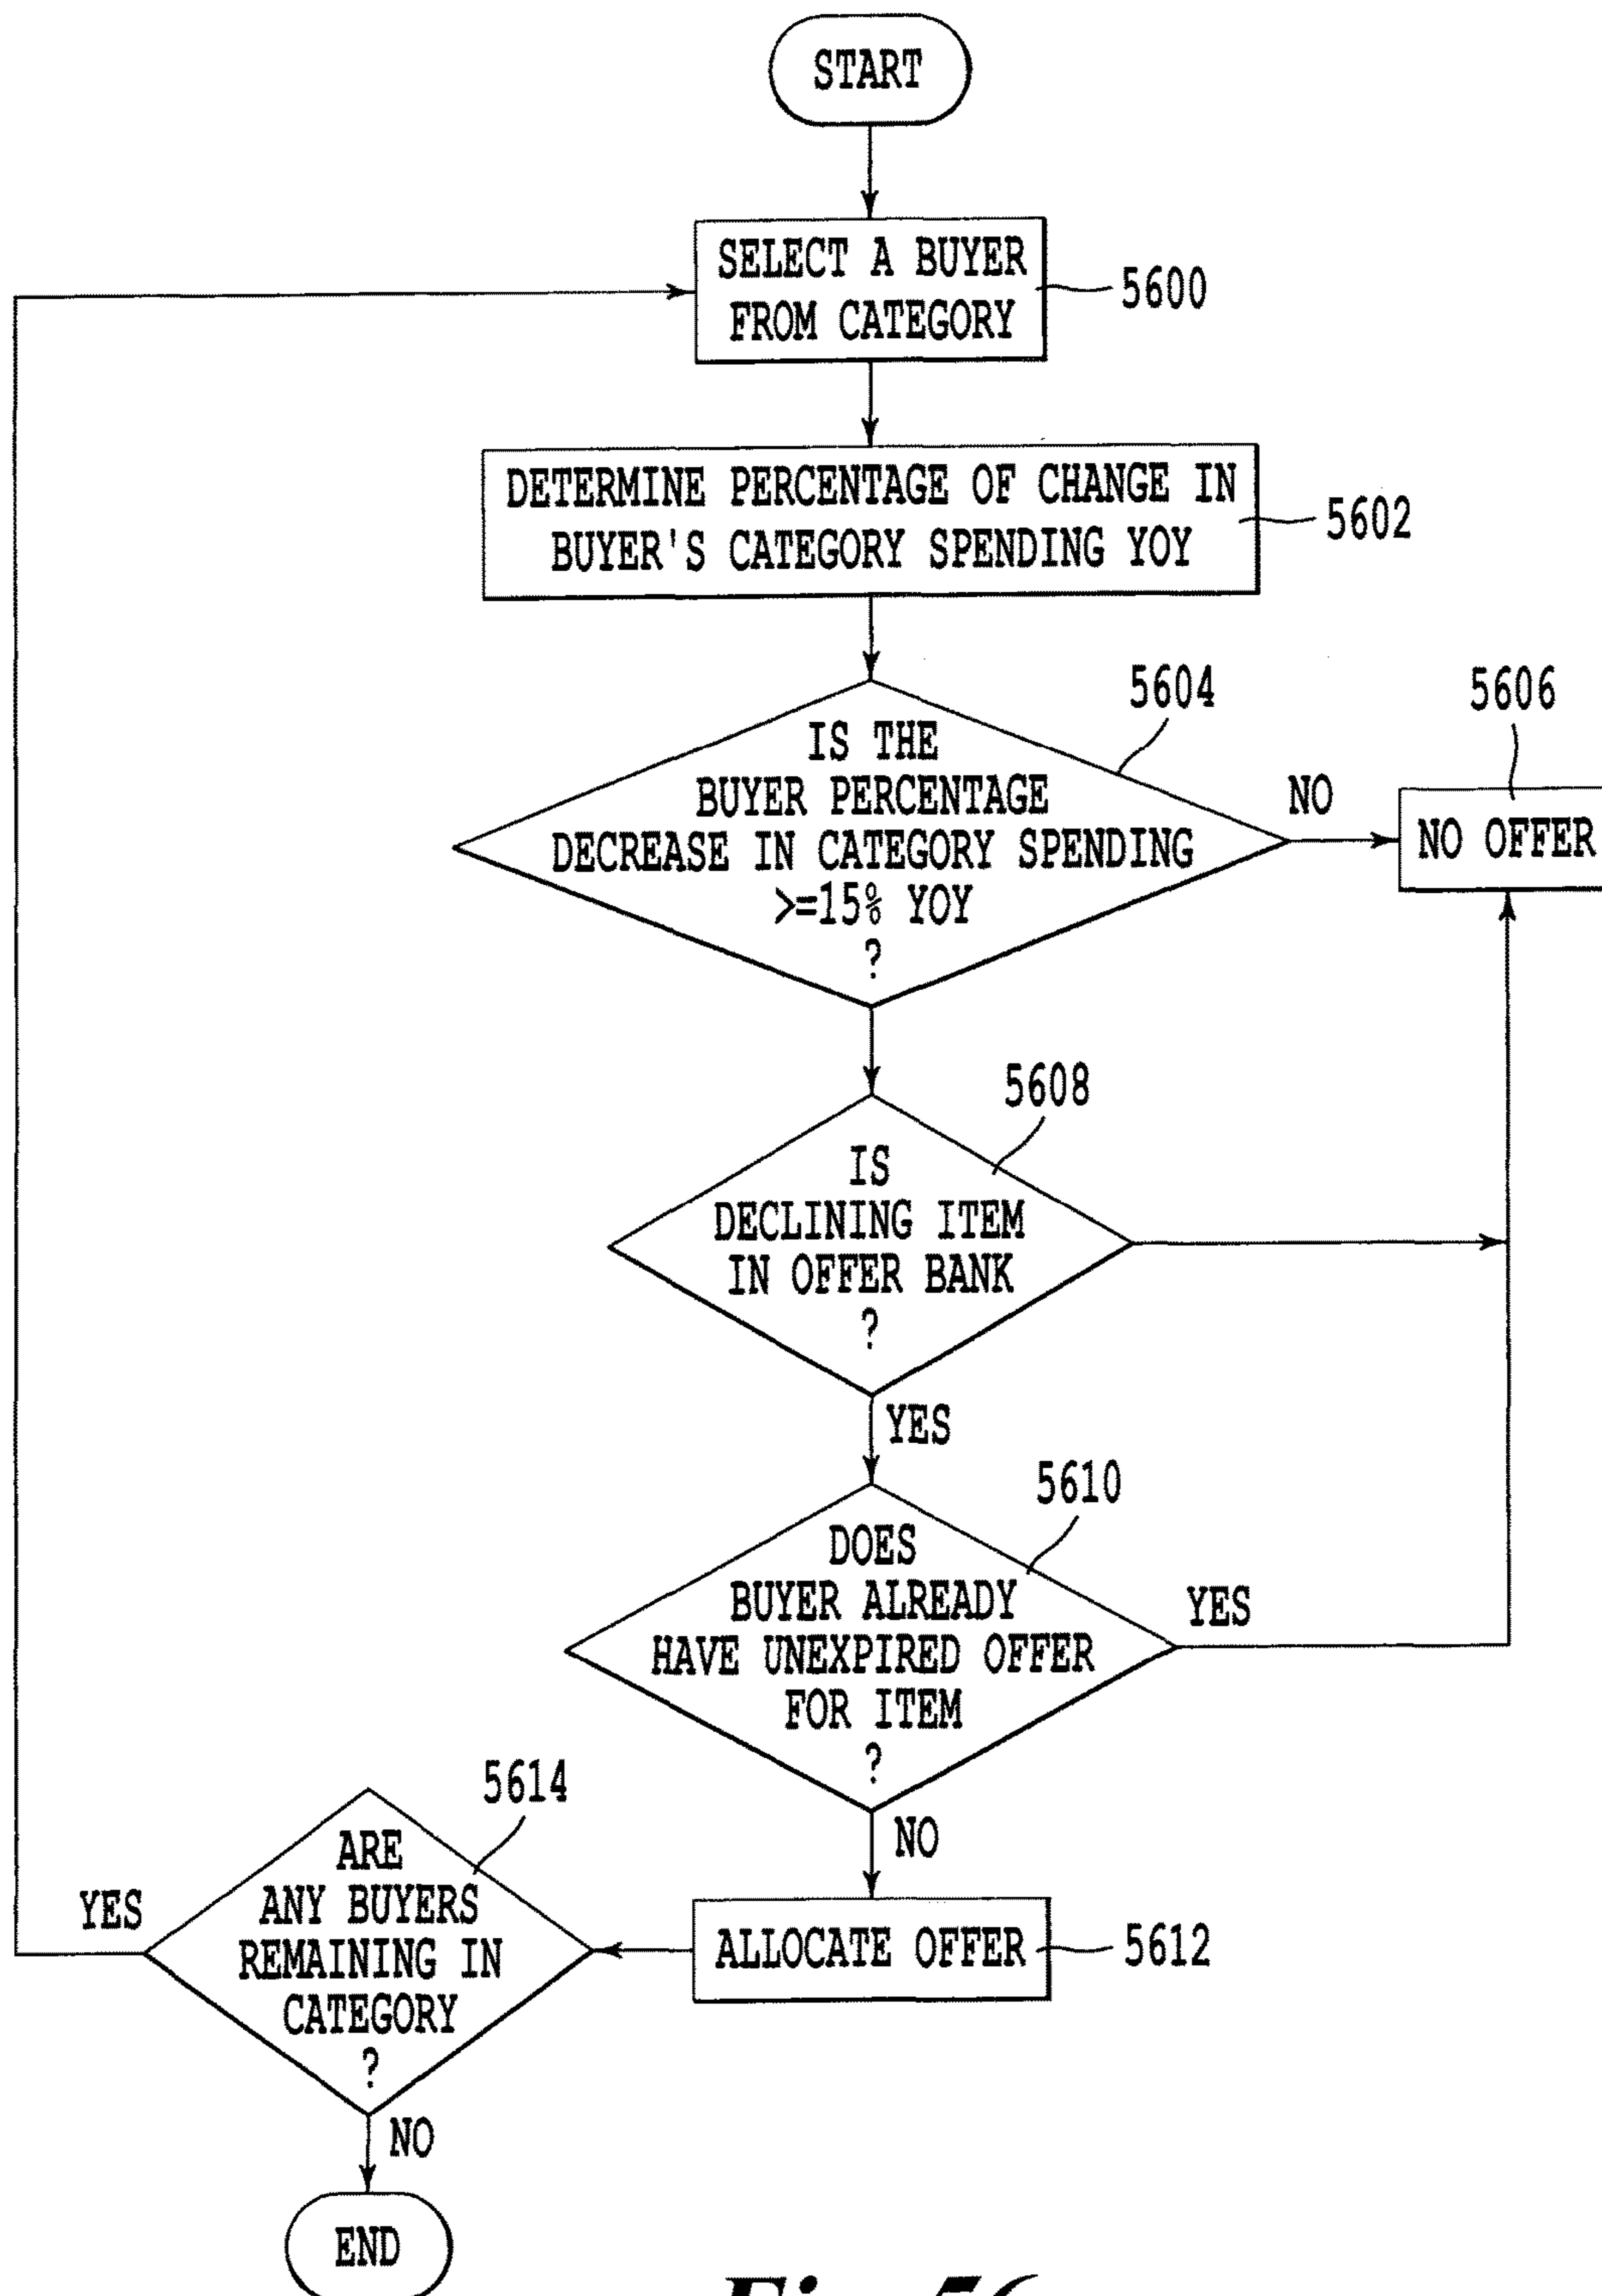 START
SELECT A BUYER
FROM CATEGORY
5600
DETERMINE PERCENTAGE OF CHANGE IN
BUYER'S CATEGORY SPENDING YOY
5602
5604
IS THE
BUYER PERCENTAGE
DECREASE IN CATEGORY SPENDING
>=15% YOY
?
NO
5606
NO OFFER
5608
IS
DECLINING ITEM
IN OFFER BANK
?
YES
5610
DOES
BUYER ALREADY
HAVE UNEXPIRED OFFER
FOR ITEM
?
YES
NO
ALLOCATE OFFER
5612
5614
ARE
ANY BUYERS
REMAINING IN
CATEGORY
?
YES
NO
END
Fig. 56